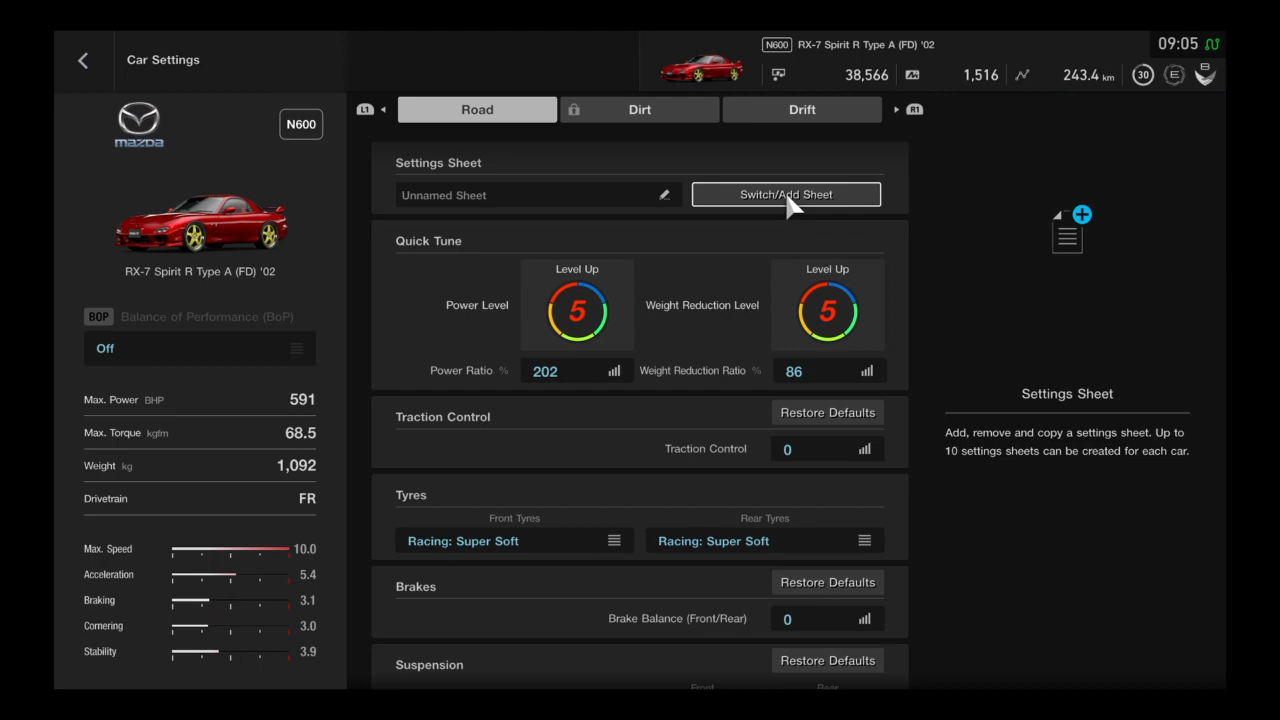 Car Settings
N600 RX-7 Spirit R Type A (FD) '02
09:05
38,566 1,516 243.4 km 30 E B
L1 Road Dirt Drift R1
mazda
N600
RX-7 Spirit R Type A (FD) '02
BOP Balance of Performance (BoP)
Off
Max. Power BHP 591
Max. Torque kgfm 68.5
Weight kg 1,092
Drivetrain FR
Max. Speed 10.0
Acceleration 5.4
Braking 3.1
Cornering 3.0
Stability 3.9
Settings Sheet
Unnamed Sheet Switch/Add Sheet
Quick Tune
Level Up Level Up
Power Level 5 Weight Reduction Level 5
Power Ratio % 202 Weight Reduction Ratio % 86
Traction Control Restore Defaults
Traction Control 0
Tyres
Front Tyres Rear Tyres
Racing: Super Soft Racing: Super Soft
Brakes Restore Defaults
Brake Balance (Front/Rear) 0
Suspension Restore Defaults
Front Rear
Settings Sheet
Add, remove and copy a settings sheet. Up to
10 settings sheets can be created for each car.